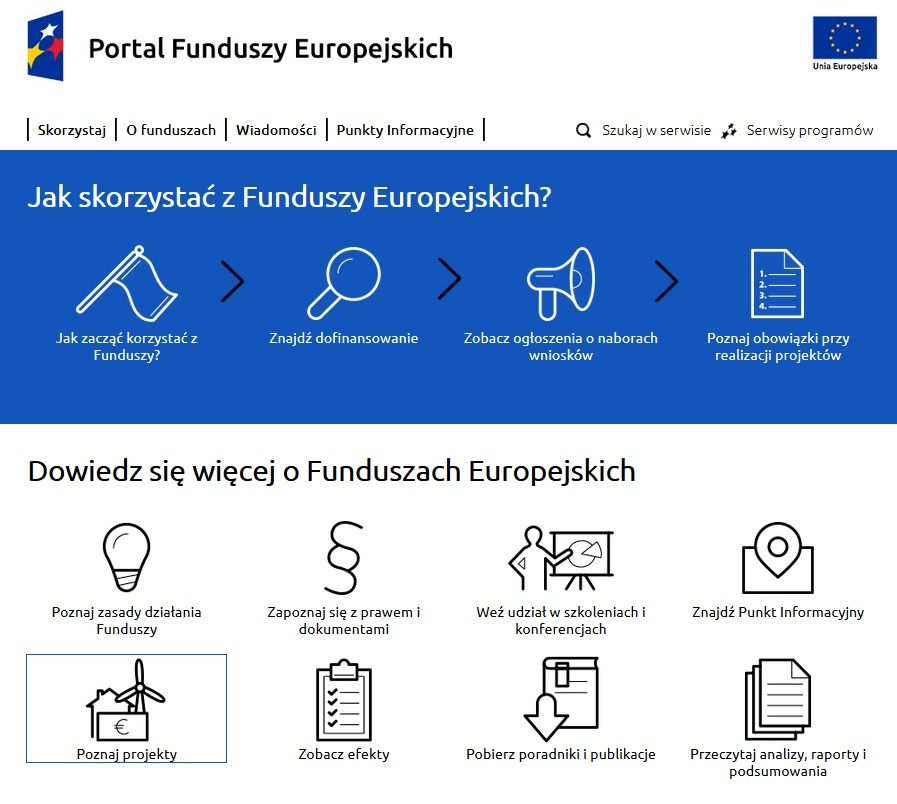 Portal Funduszy Europejskich
Unia Europejska
Skorzystaj
O funduszach
Wiadomości
Punkty Informacyjne
Szukaj w serwisie
Serwisy programów
Jak skorzystać z Funduszy Europejskich?
Jak zacząć korzystać z
Funduszy?
Znajdź dofinansowanie
Zobacz ogłoszenia o naborach
wniosków
1.
2.
3.
4.
Poznaj obowiązki przy
realizacji projektów
Dowiedz się więcej o Funduszach Europejskich
Poznaj zasady działania
Funduszy
§
Zapoznaj się z prawem i
dokumentami
Weź udział w szkoleniach i
konferencjach
Znajdź Punkt Informacyjny
€
Poznaj projekty
Zobacz efekty
Pobierz poradniki i publikacje
Przeczytaj analizy, raporty i
podsumowania